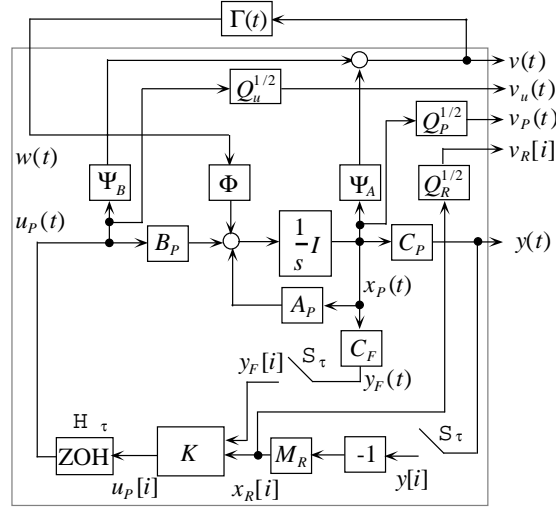 Γ(t)
v(t)
Q_u^{1/2}
v_u(t)
Q_P^{1/2}
v_P(t)
w(t)
v_R[i]
Ψ_B
Φ
Ψ_A
Q_R^{1/2}
u_P(t)
B_P
1/s I
C_P
y(t)
x_P(t)
A_P
C_F
S_τ
y_F[i]
y_F(t)
H_τ
S_τ
ZOH
K
M_R
-1
u_P[i]
x_R[i]
y[i]